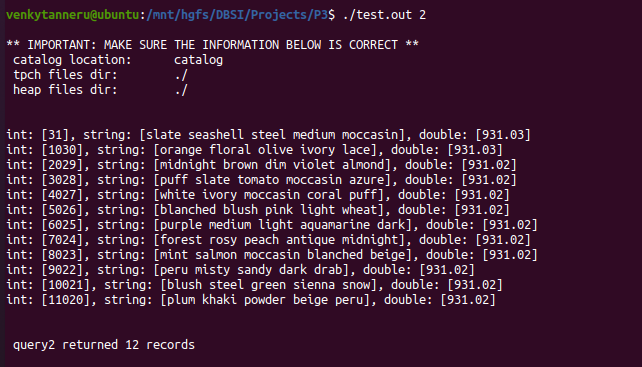 venkytanneru@ubuntu:/mnt/hgfs/DBSI/Projects/P3$ ./test.out 2
** IMPORTANT: MAKE SURE THE INFORMATION BELOW IS CORRECT **
catalog location: catalog
tpch files dir: ./
heap files dir: ./
int: [31], string: [slate seashell steel medium moccasin], double: [931.03]
int: [1030], string: [orange floral olive ivory lace], double: [931.03]
int: [2029], string: [midnight brown dim violet almond], double: [931.02]
int: [3028], string: [puff slate tomato moccasin azure], double: [931.02]
int: [4027], string: [white ivory moccasin coral puff], double: [931.02]
int: [5026], string: [blanched blush pink light wheat], double: [931.02]
int: [6025], string: [purple medium light aquamarine dark], double: [931.02]
int: [7024], string: [forest rosy peach antique midnight], double: [931.02]
int: [8023], string: [mint salmon moccasin blanched beige], double: [931.02]
int: [9022], string: [peru misty sandy dark drab], double: [931.02]
int: [10021], string: [blush steel green sienna snow], double: [931.02]
int: [11020], string: [plum khaki powder beige peru], double: [931.02]
query2 returned 12 records